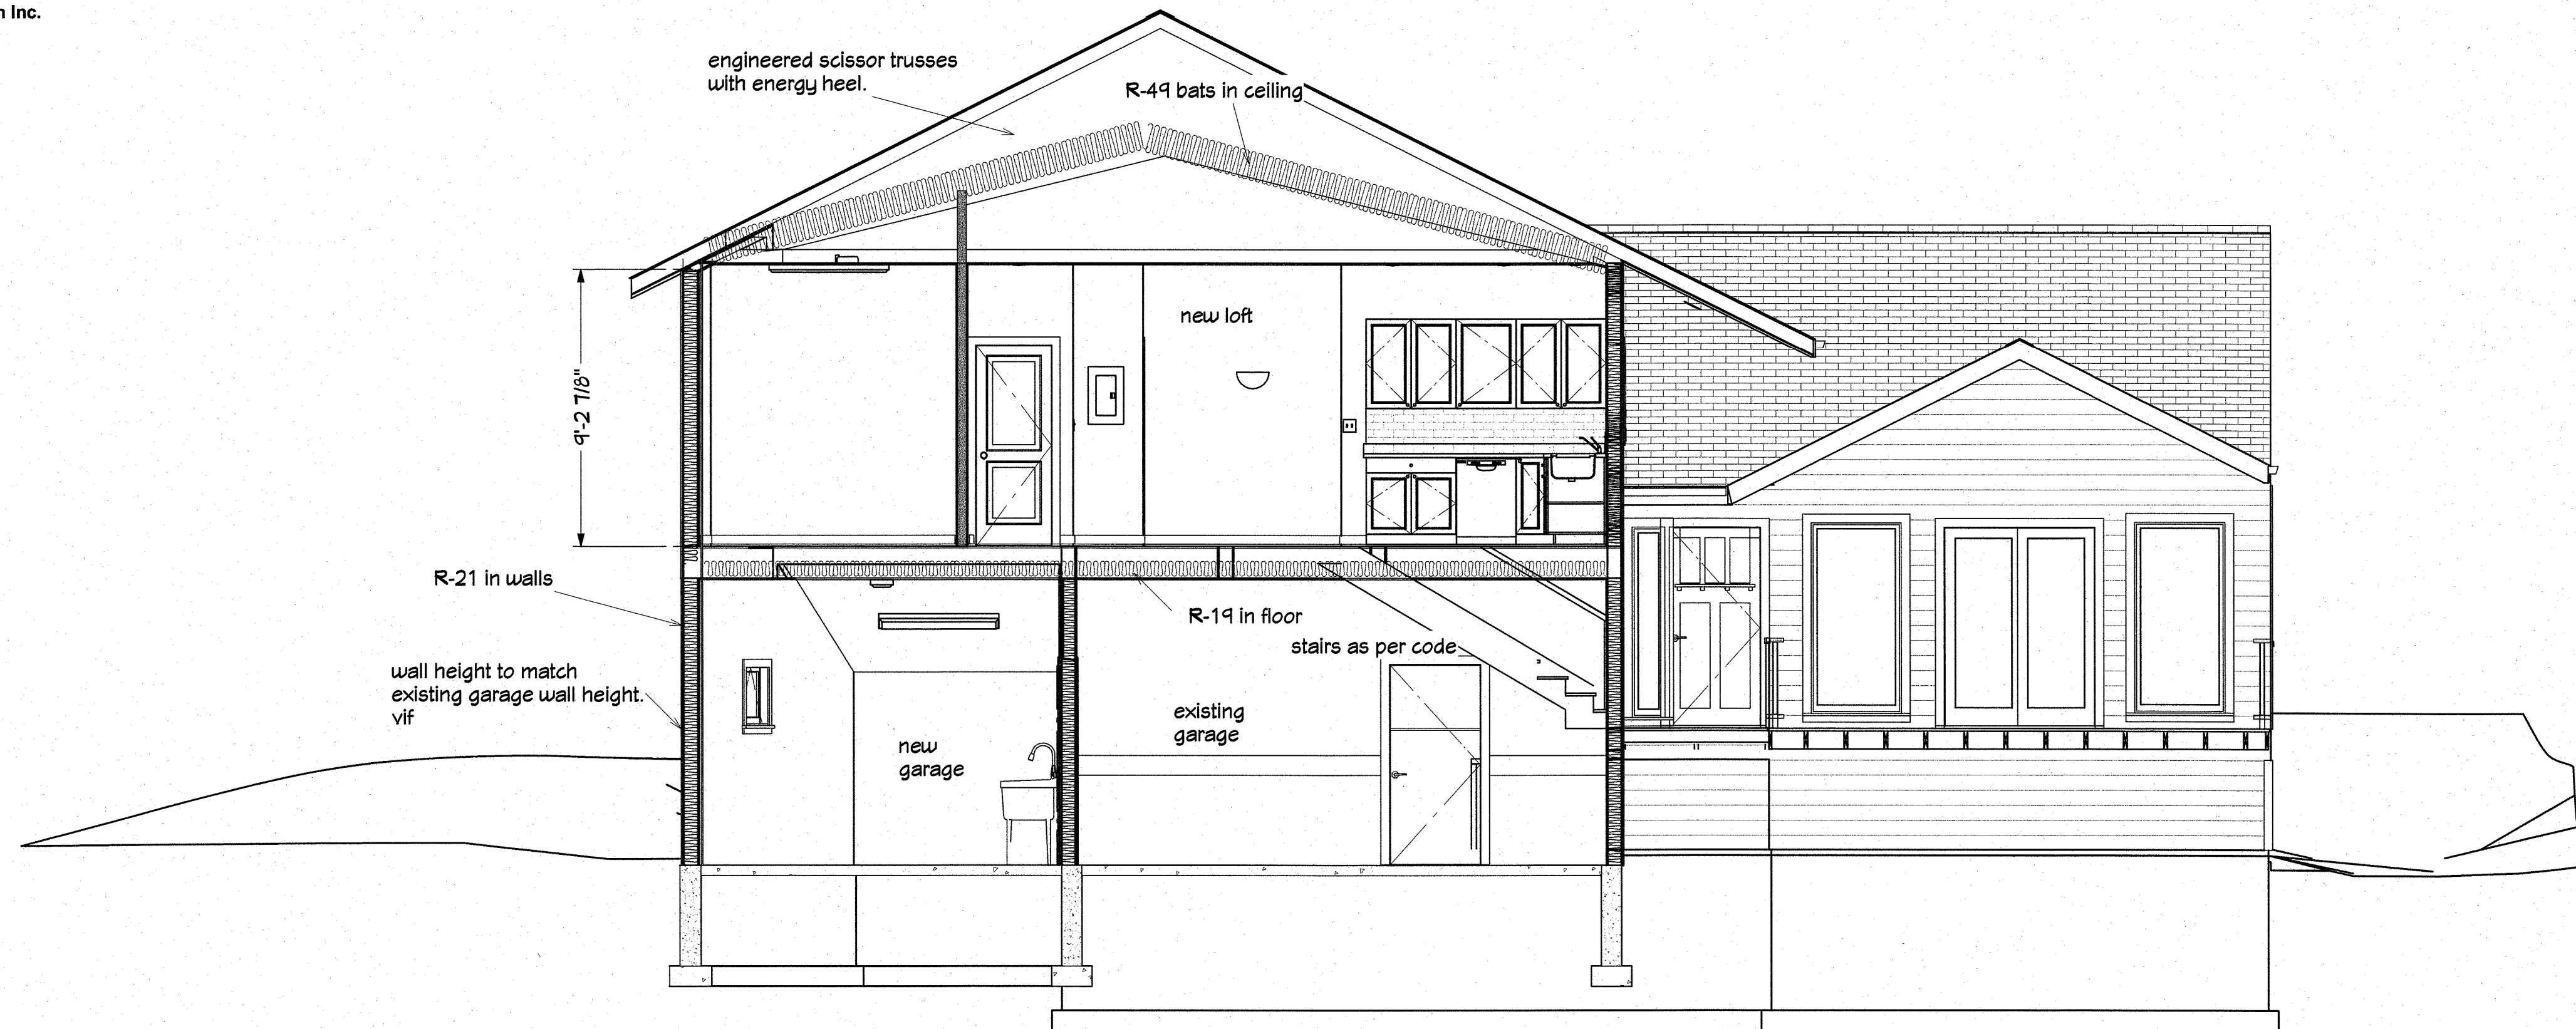 n Inc.
engineered scissor trusses
with energy heel.
R-49 bats in ceiling
new loft
9'-2 7/8"
R-21 in walls
R-19 in floor
stairs as per code
wall height to match
existing garage wall height.
vif
existing
garage
new
garage